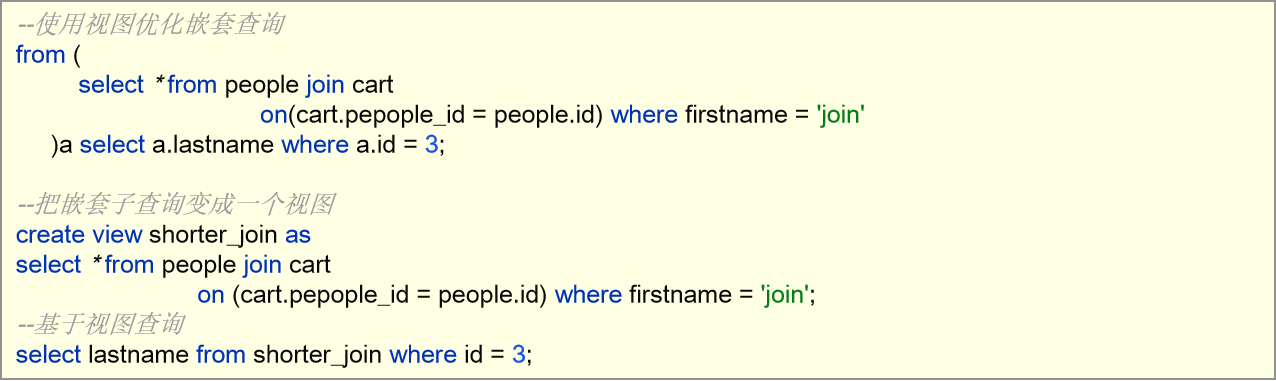 --使用视图优化嵌套查询
from (
select *from people join cart
on(cart.pepople_id = people.id) where firstname = 'join'
)a select a.lastname where a.id = 3;
--把嵌套子查询变成一个视图
create view shorter_join as
select *from people join cart
on (cart.pepople_id = people.id) where firstname = 'join';
--基于视图查询
select lastname from shorter_join where id = 3;